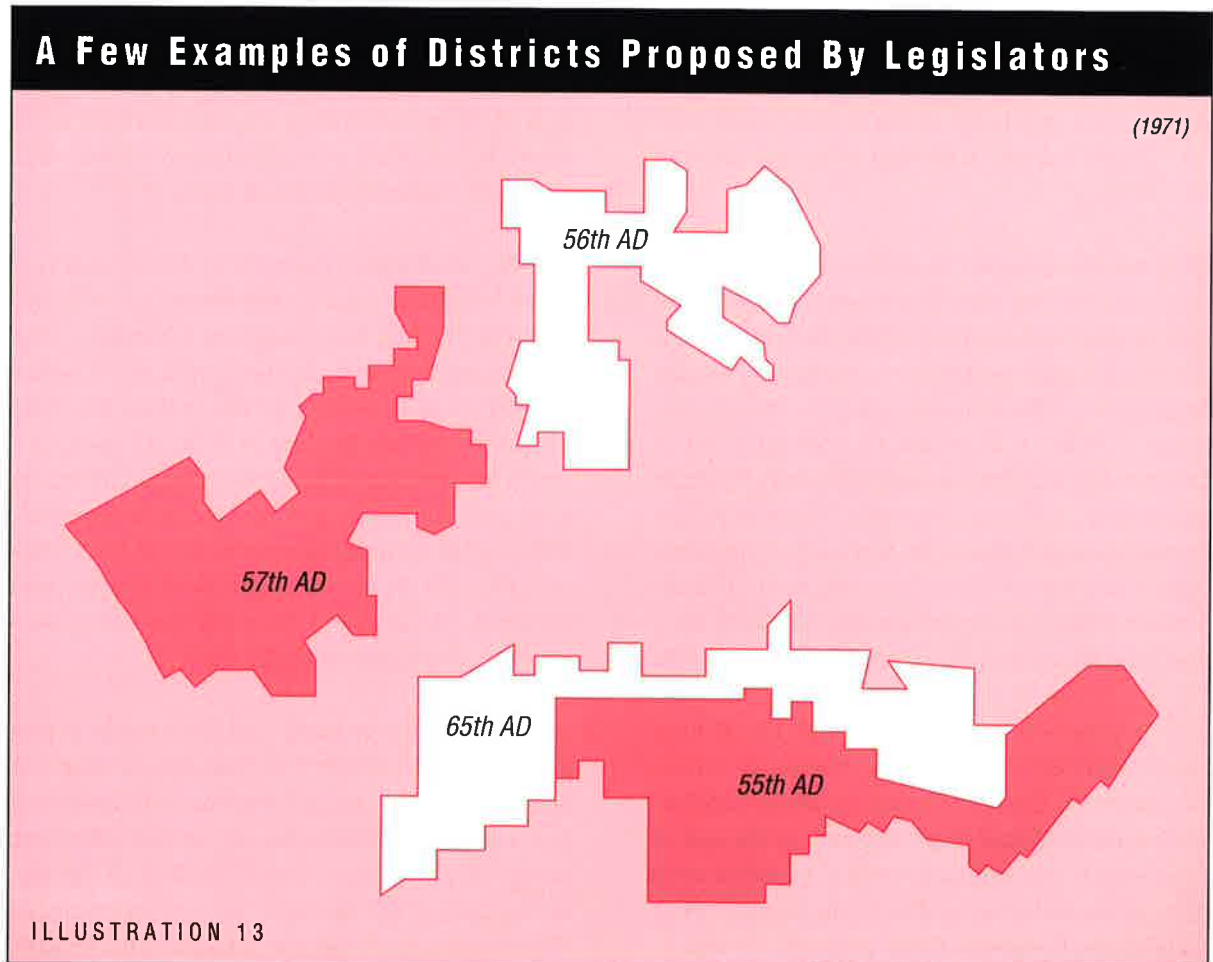 A Few Examples of Districts Proposed By Legislators
(1971)
56th AD
57th AD
65th AD
55th AD
ILLUSTRATION 13